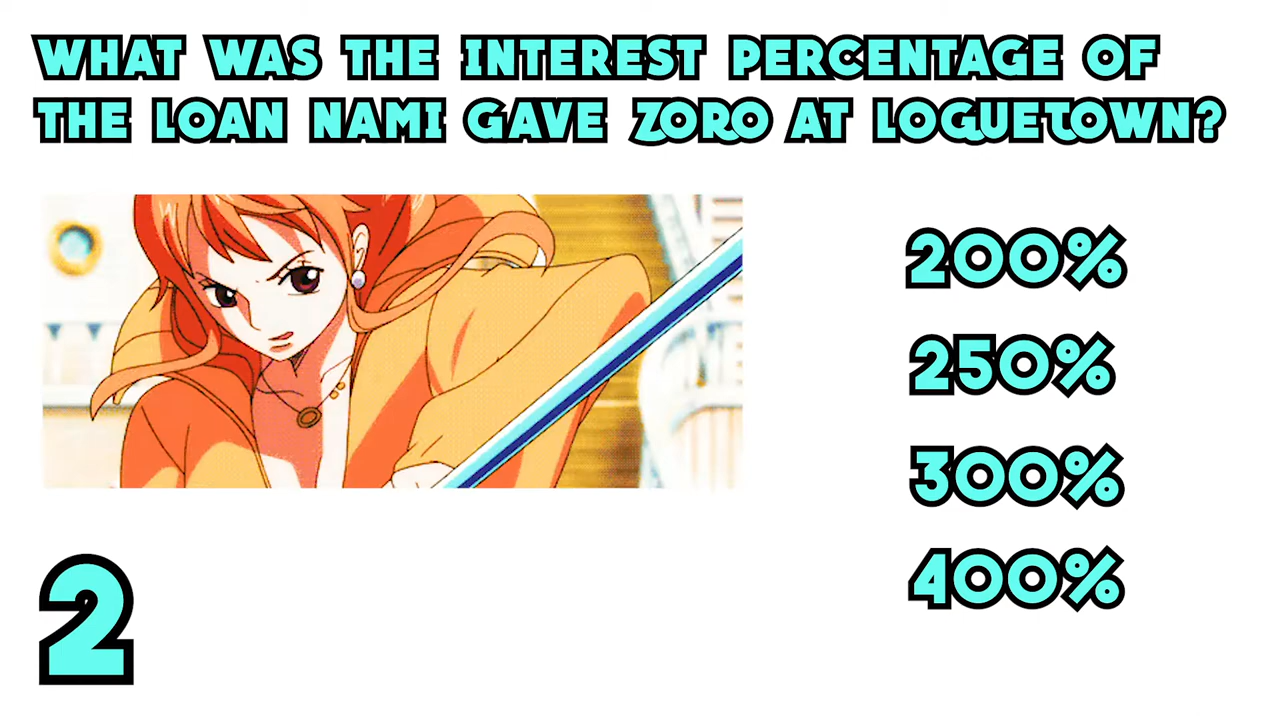 WHAT WAS THE INTEREST PERCENTAGE OF
THE LOAN NAMI GAVE ZORO AT LOGUETOWN?
200%
250%
300%
400%
2